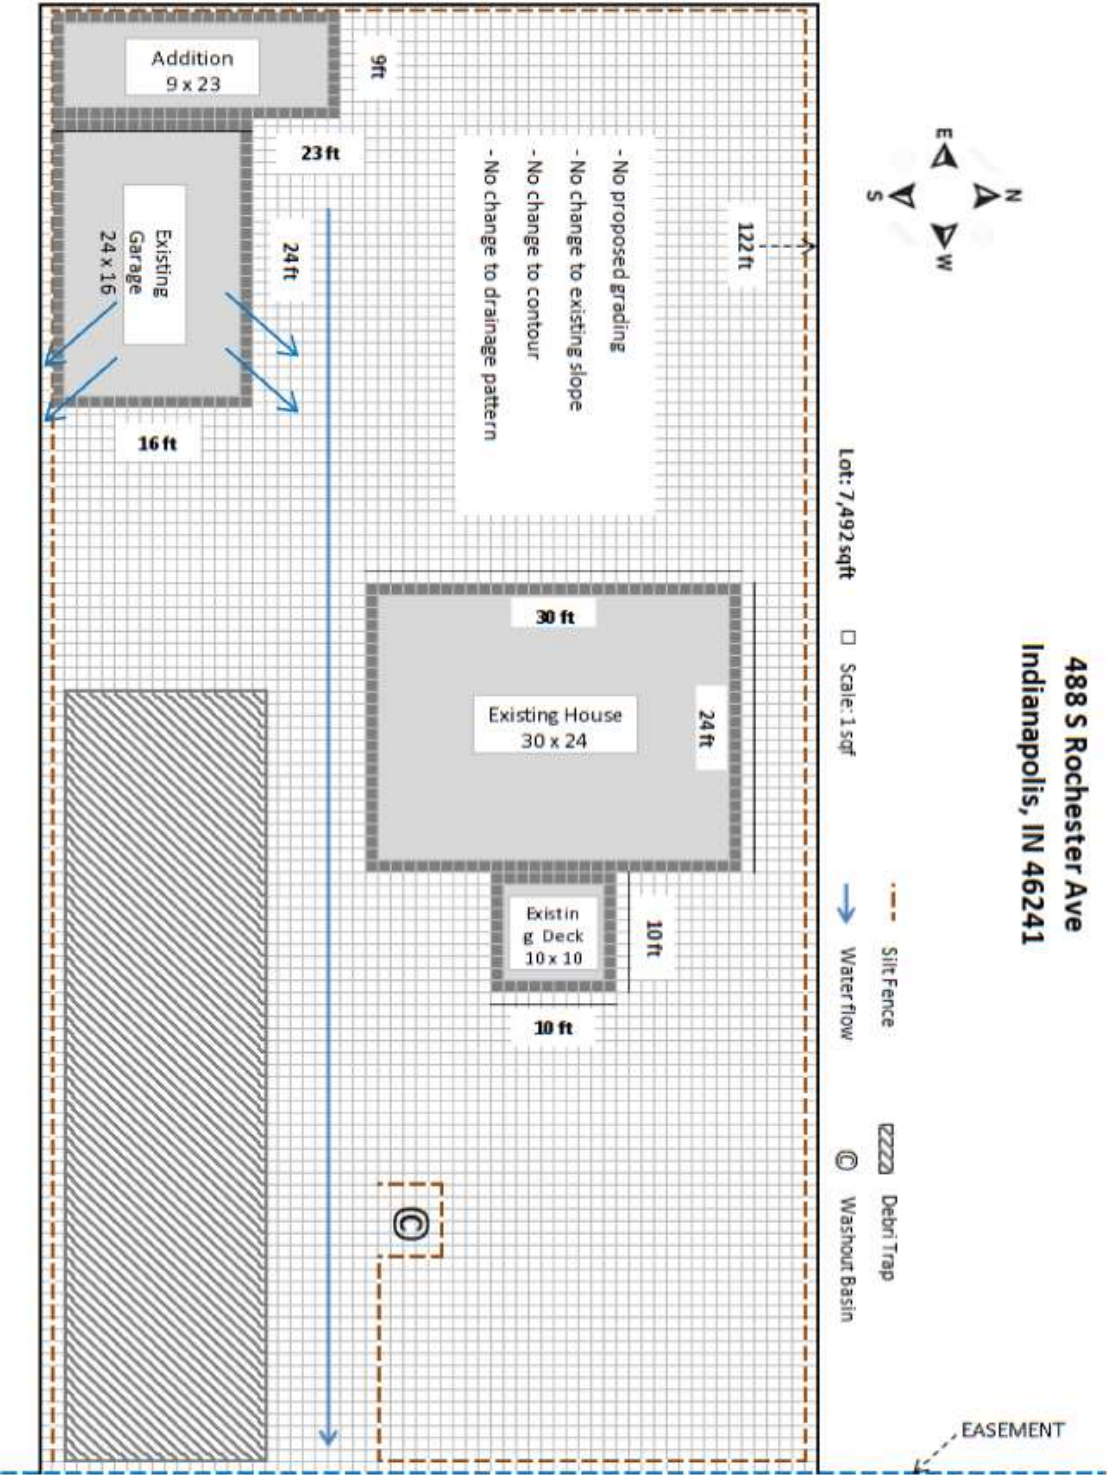 488 S Rochester Ave
Indianapolis, IN 46241
E
N
S
W
Lot: 7,492 sqft
Scale: 1 sqf
Silt Fence
Water flow
Debri Trap
© Washout Basin
Addition
9 x 23
9ft
23 ft
Existing
Garage
24 x 16
24 ft
16 ft
- No proposed grading
- No change to existing slope
- No change to contour
- No change to drainage pattern
122 ft
30 ft
24 ft
Existing House
30 x 24
Existin
g Deck
10 x 10
10 ft
10 ft
©
EASEMENT